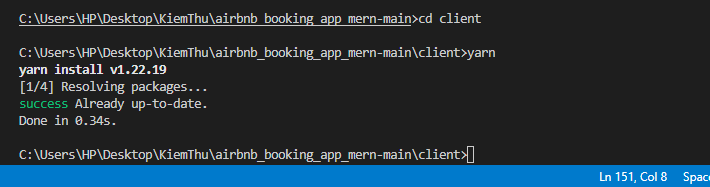 C:\Users\HP\Desktop\KiemThu\airbnb_booking_app_mern-main>cd client
C:\Users\HP\Desktop\KiemThu\airbnb_booking_app_mern-main\client>yarn
yarn install v1.22.19
[1/4] Resolving packages...
success Already up-to-date.
Done in 0.34s.
C:\Users\HP\Desktop\KiemThu\airbnb_booking_app_mern-main\client>
Ln 151, Col 8 Space